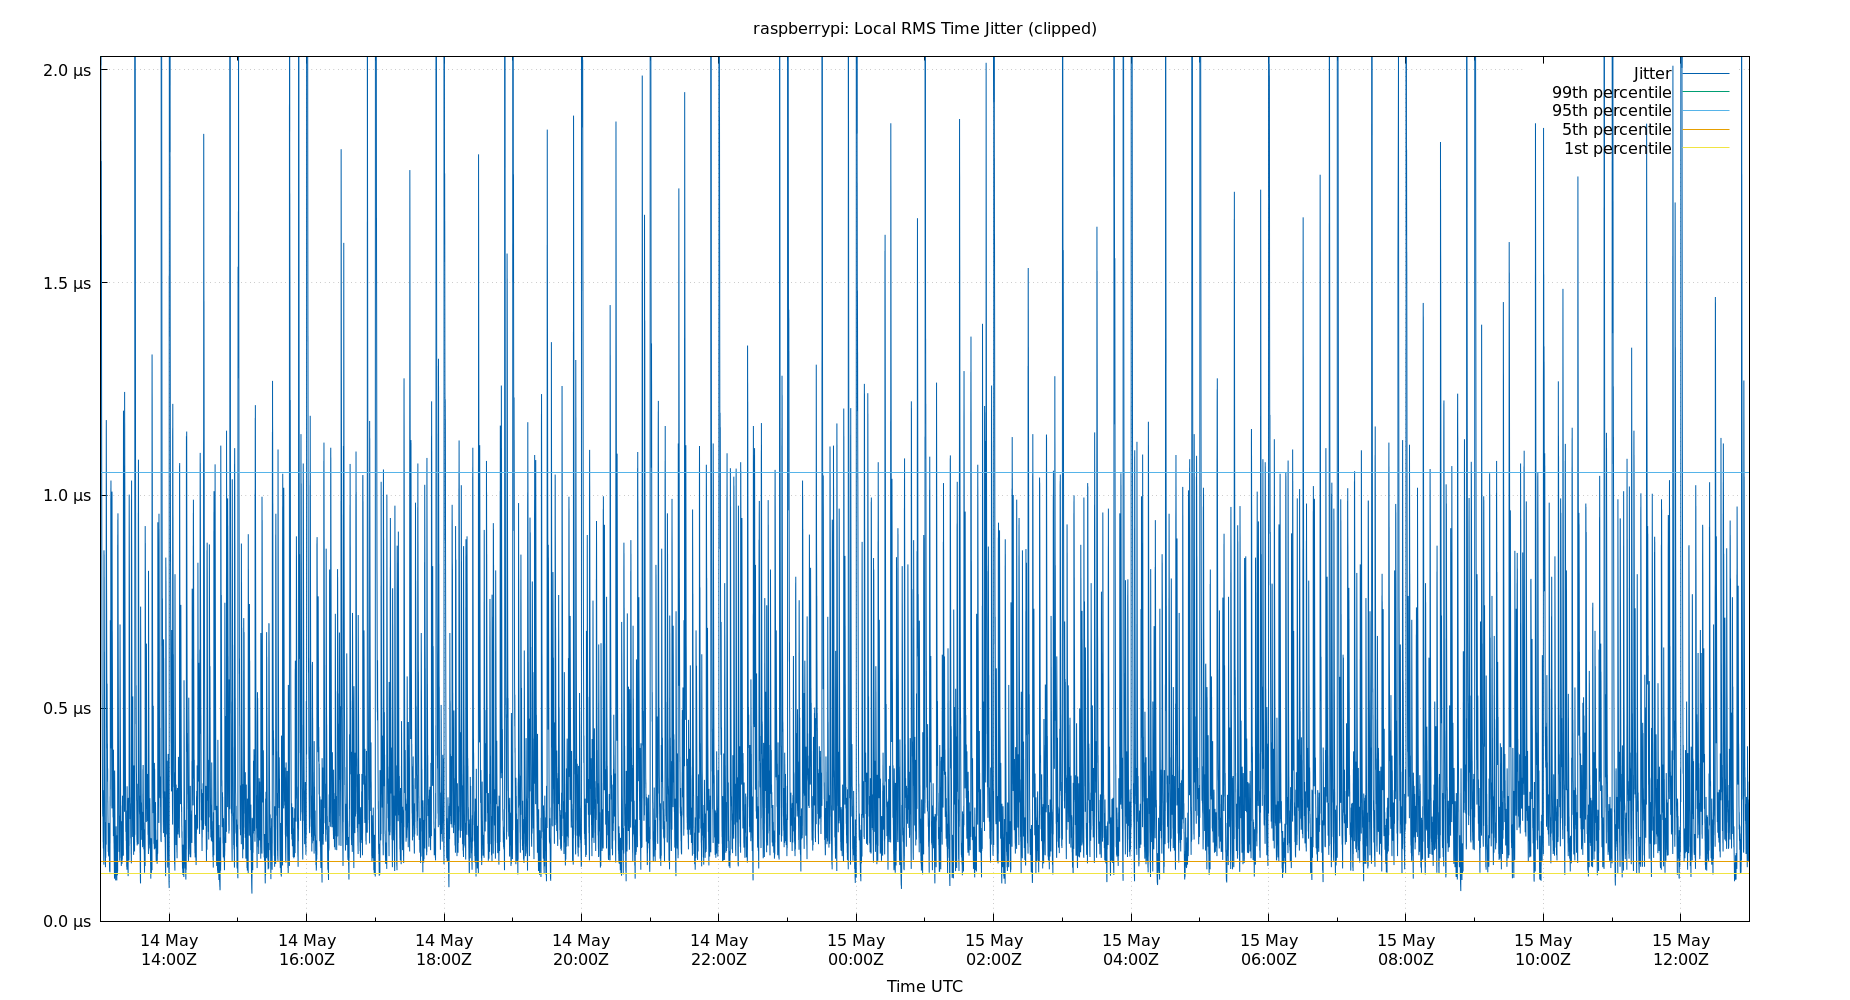 raspberrypi: Local RMS Time Jitter (clipped)
2.0 µs
1.5 µs
1.0 µs
0.5 µs
0.0 µs
Jitter
99th percentile
95th percentile
5th percentile
1st percentile
14 May
14:00Z
14 May
16:00Z
14 May
18:00Z
14 May
20:00Z
14 May
22:00Z
15 May
00:00Z
15 May
02:00Z
15 May
04:00Z
15 May
06:00Z
15 May
08:00Z
15 May
10:00Z
15 May
12:00Z
Time UTC